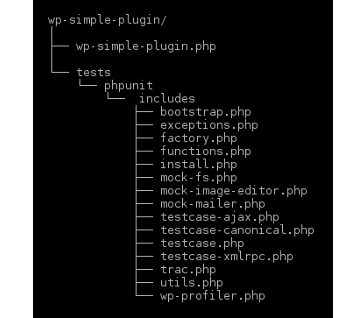 wp-simple-plugin/
wp-simple-plugin.php
tests
phpunit
includes
bootstrap.php
exceptions.php
factory.php
functions.php
install.php
mock-fs.php
mock-image-editor.php
mock-mailer.php
testcase-ajax.php
testcase-canonical.php
testcase.php
testcase-xmlrpc.php
trac.php
utils.php
wp-profiler.php